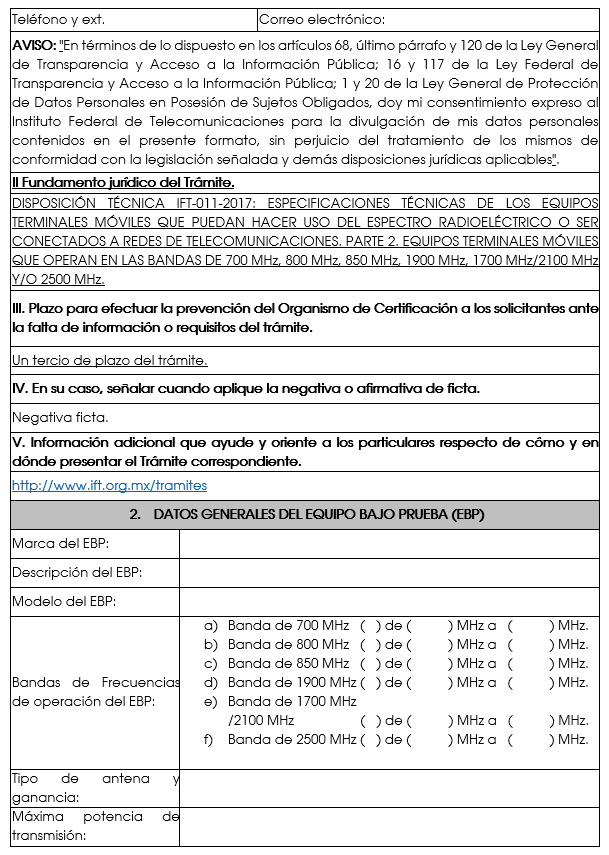 Teléfono y ext.
Correo electrónico:
AVISO: "En términos de lo dispuesto en los artículos 68, último párrafo y 120 de la Ley General
de Transparencia y Acceso a la Información Pública; 16 y 117 de la Ley Federal de
Transparencia y Acceso a la Información Pública; 1 y 20 de la Ley General de Protección
de Datos Personales en Posesión de Sujetos Obligados, doy mi consentimiento expreso al
Instituto Federal de Telecomunicaciones para la divulgación de mis datos personales
contenidos en el presente formato, sin perjuicio del tratamiento de los mismos de
conformidad con la legislación señalada y demás disposiciones jurídicas aplicables".
II Fundamento jurídico del Trámite.
DISPOSICIÓN TÉCNICA IFT-011-2017: ESPECIFICACIONES TÉCNICAS DE LOS EQUIPOS
TERMINALES MÓVILES QUE PUEDAN HACER USO DEL ESPECTRO RADIOELÉCTRICO O SER
CONECTADOS A REDES DE TELECOMUNICACIONES. PARTE 2. EQUIPOS TERMINALES MÓVILES
QUE OPERAN EN LAS BANDAS DE 700 MHz, 800 MHz, 850 MHz, 1900 MHz, 1700 MHz/2100 MHz
Y/O 2500 MHz.
III. Plazo para efectuar la prevención del Organismo de Certificación a los solicitantes ante
la falta de información o requisitos del trámite.
Un tercio de plazo del trámite.
IV. En su caso, señalar cuando aplique la negativa o afirmativa de ficta.
Negativa ficta.
V. Información adicional que ayude y oriente a los particulares respecto de cómo y en
dónde presentar el Trámite correspondiente.
http://www.ift.org.mx/tramites
2. DATOS GENERALES DEL EQUIPO BAJO PRUEBA (EBP)
Marca del EBP:
Descripción del EBP:
Modelo del EBP:
Bandas de Frecuencias
de operación del EBP:
a) Banda de 700 MHz ( ) de ( ) MHz a ( ) MHz.
b) Banda de 800 MHz ( ) de ( ) MHz a ( ) MHz.
c) Banda de 850 MHz ( ) de ( ) MHz a ( ) MHz.
d) Banda de 1900 MHz ( ) de ( ) MHz a ( ) MHz.
e) Banda de 1700 MHz
/2100 MHz ( ) de ( ) MHz a ( ) MHz.
f) Banda de 2500 MHz ( ) de ( ) MHz a ( ) MHz.
Tipo de antena y
ganancia:
Máxima potencia de
transmisión: